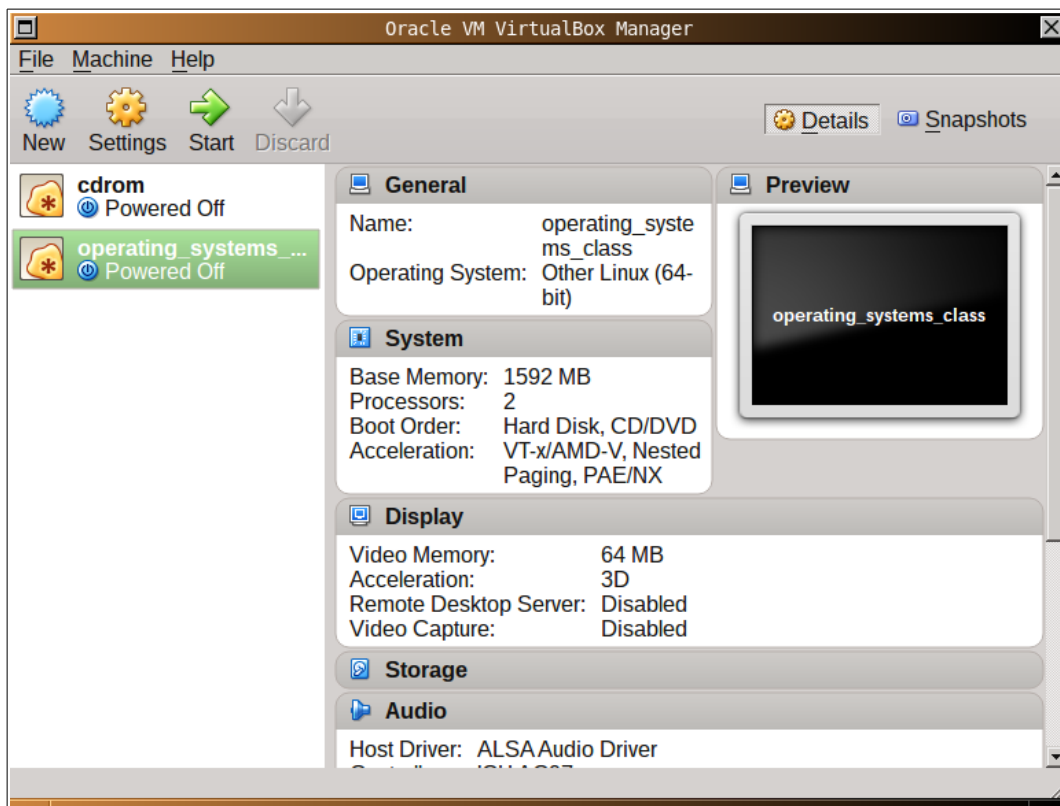 Oracle VM VirtualBox Manager
File Machine Help
New Settings Start Discard
Details Snapshots
cdrom
Powered Off
operating_systems_...
Powered Off
General
Name: operating_syste
ms_class
Operating System: Other Linux (64-
bit)
System
Base Memory: 1592 MB
Processors: 2
Boot Order: Hard Disk, CD/DVD
Acceleration: VT-x/AMD-V, Nested
Paging, PAE/NX
Preview
operating_systems_class
Display
Video Memory: 64 MB
Acceleration: 3D
Remote Desktop Server: Disabled
Video Capture: Disabled
Storage
Audio
Host Driver: ALSA Audio Driver